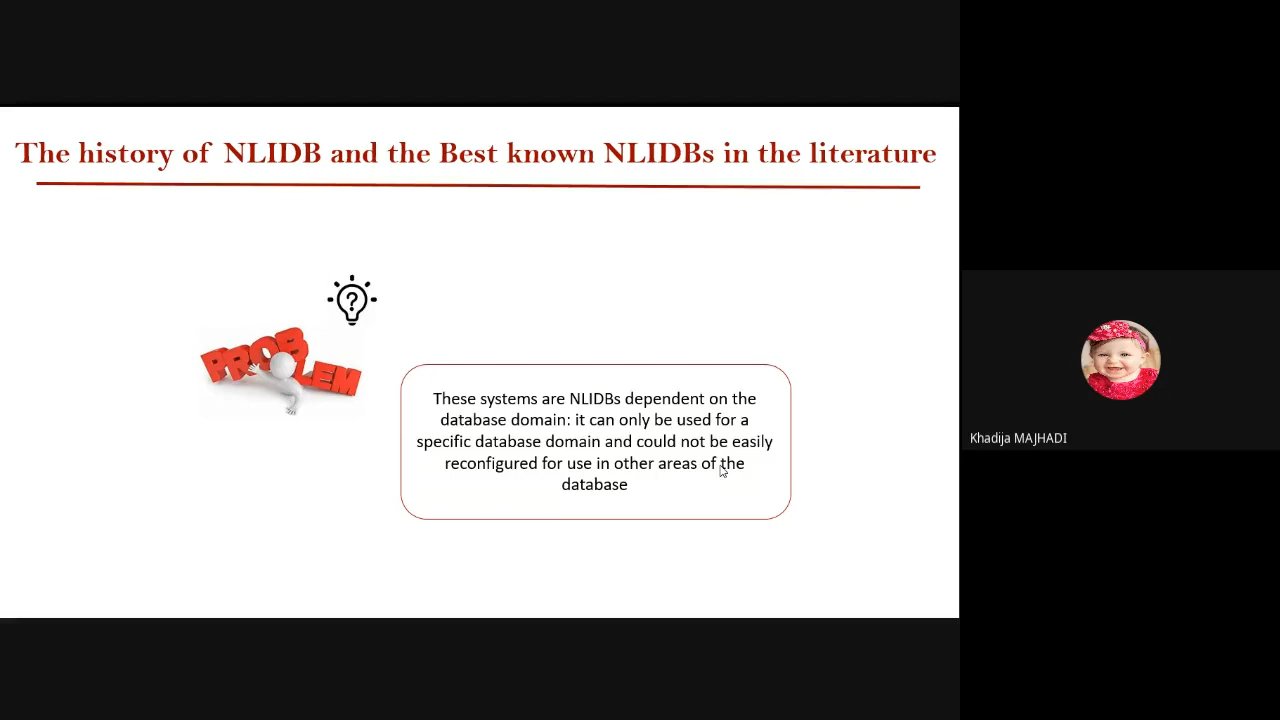 The history of NLIDB and the Best known NLIDBs in the literature
PROBLEM
These systems are NLIDBs dependent on the
database domain: it can only be used for a
specific database domain and could not be easily
reconfigured for use in other areas of the
database
Khadija MAJHADI